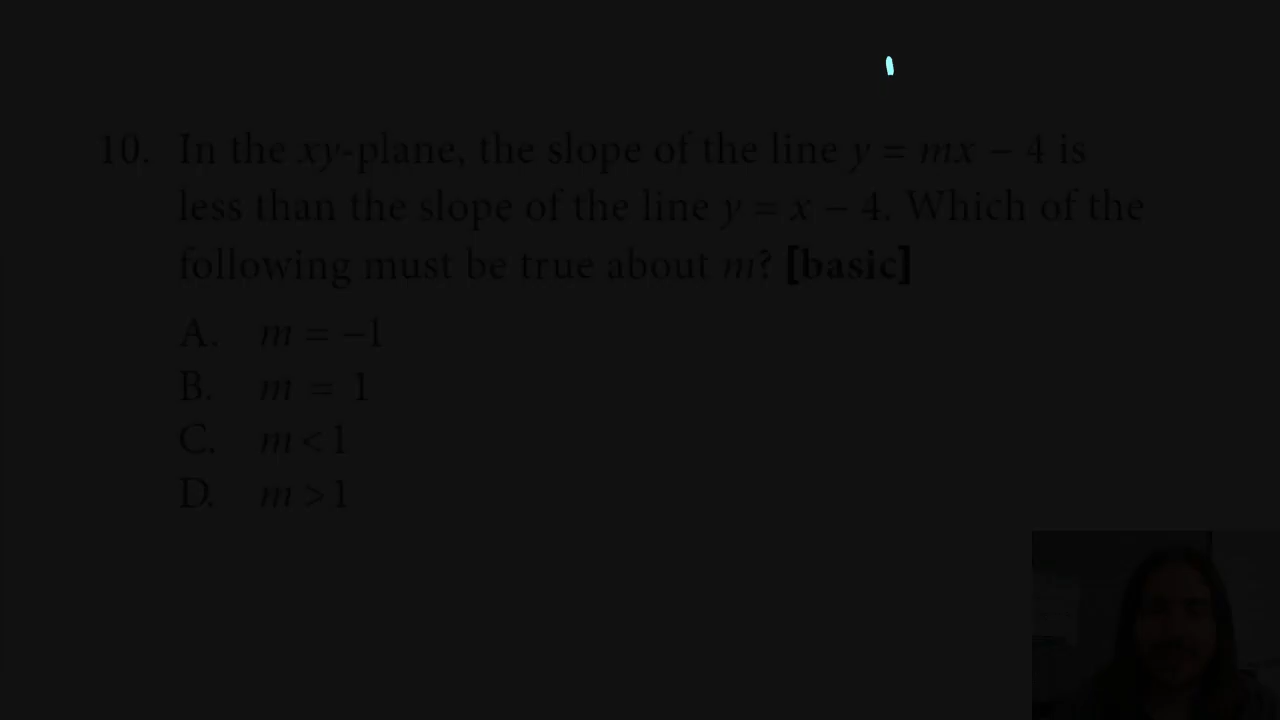 10. In the xy-plane, the slope of the line y = mx − 4 is
less than the slope of the line y = x − 4. Which of the
following must be true about m? [basic]
A. m = −1
B. m = 1
C. m < 1
D. m > 1